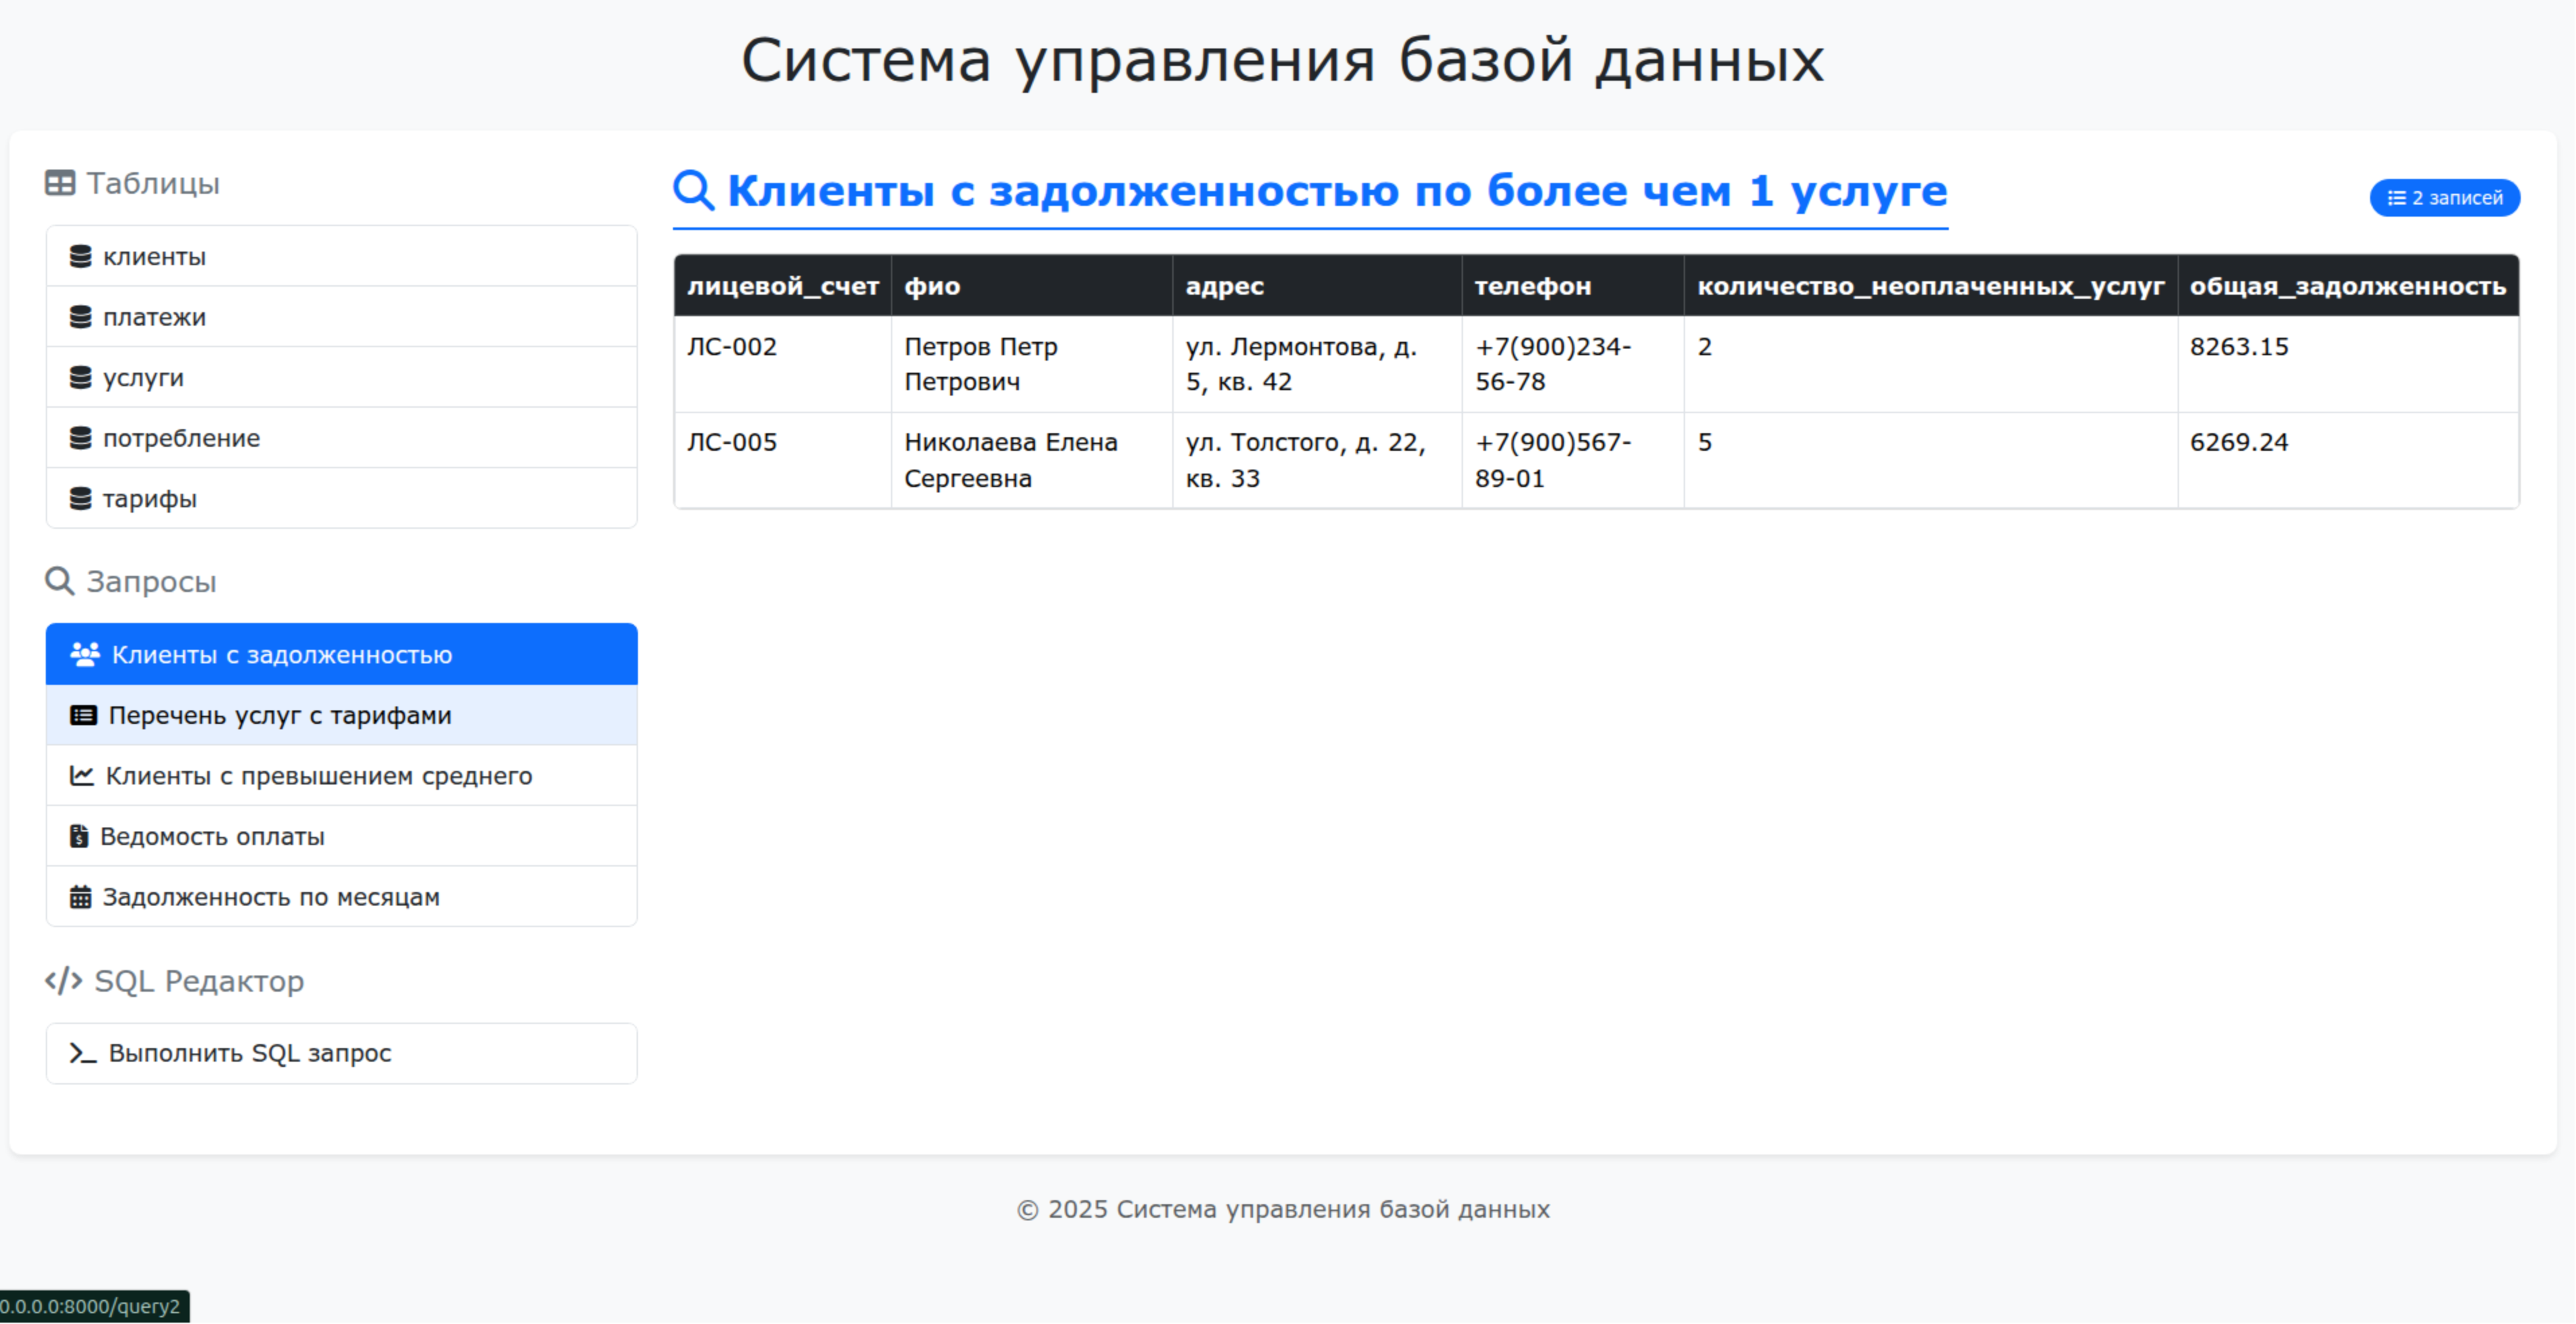 Система управления базой данных
Таблицы
клиенты
платежи
услуги
потребление
тарифы
Запросы
Клиенты с задолженностью
Перечень услуг с тарифами
Клиенты с превышением среднего
Ведомость оплаты
Задолженность по месяцам
SQL Редактор
Выполнить SQL запрос
Клиенты с задолженностью по более чем 1 услуге
2 записей
лицевой_счет фио адрес телефон количество_неоплаченных_услуг общая_задолженность
ЛС-002 Петров Петр ул. Лермонтова, д. +7(900)234- 2 8263.15
Петрович 5, кв. 42 56-78
ЛС-005 Николаева Елена ул. Толстого, д. 22, +7(900)567- 5 6269.24
Сергеевна кв. 33 89-01
© 2025 Система управления базой данных
0.0.0.0:8000/query2